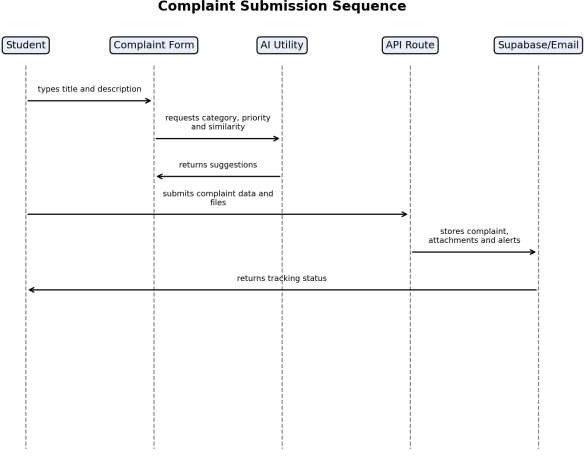 Complaint Submission Sequence
Student
Complaint Form
AI Utility
API Route
Supabase/Email
types title and description
requests category, priority
and similarity
returns suggestions
submits complaint data and
files
stores complaint,
attachments and alerts
returns tracking status